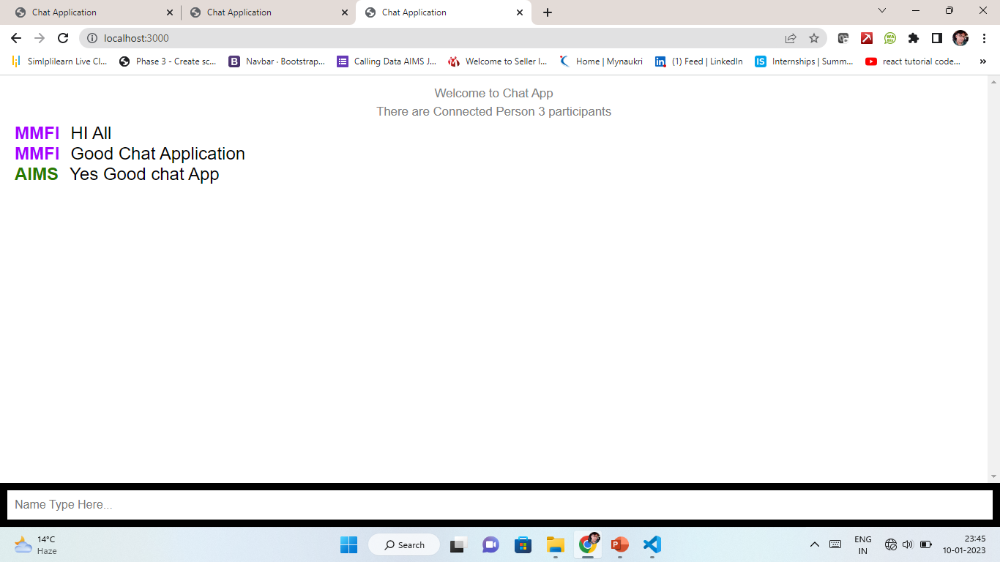 Chat Application
Chat Application
Chat Application
localhost:3000
Simlplilearn Live Cl...
Phase 3 - Create sc...
B
Navbar · Bootstrap...
Calling Data AIMS J...
Welcome to Seller I...
Home | Mynaukri
in
(1) Feed | LinkedIn
IS
Internships | Summ...
react tutorial code...
»
Welcome to Chat App
There are Connected Person 3 participants
MMFI HI All
MMFI Good Chat Application
AIMS Yes Good chat App
Name Type Here...
14°C
Haze
Search
P
ENG
IN
23:45
10-01-2023